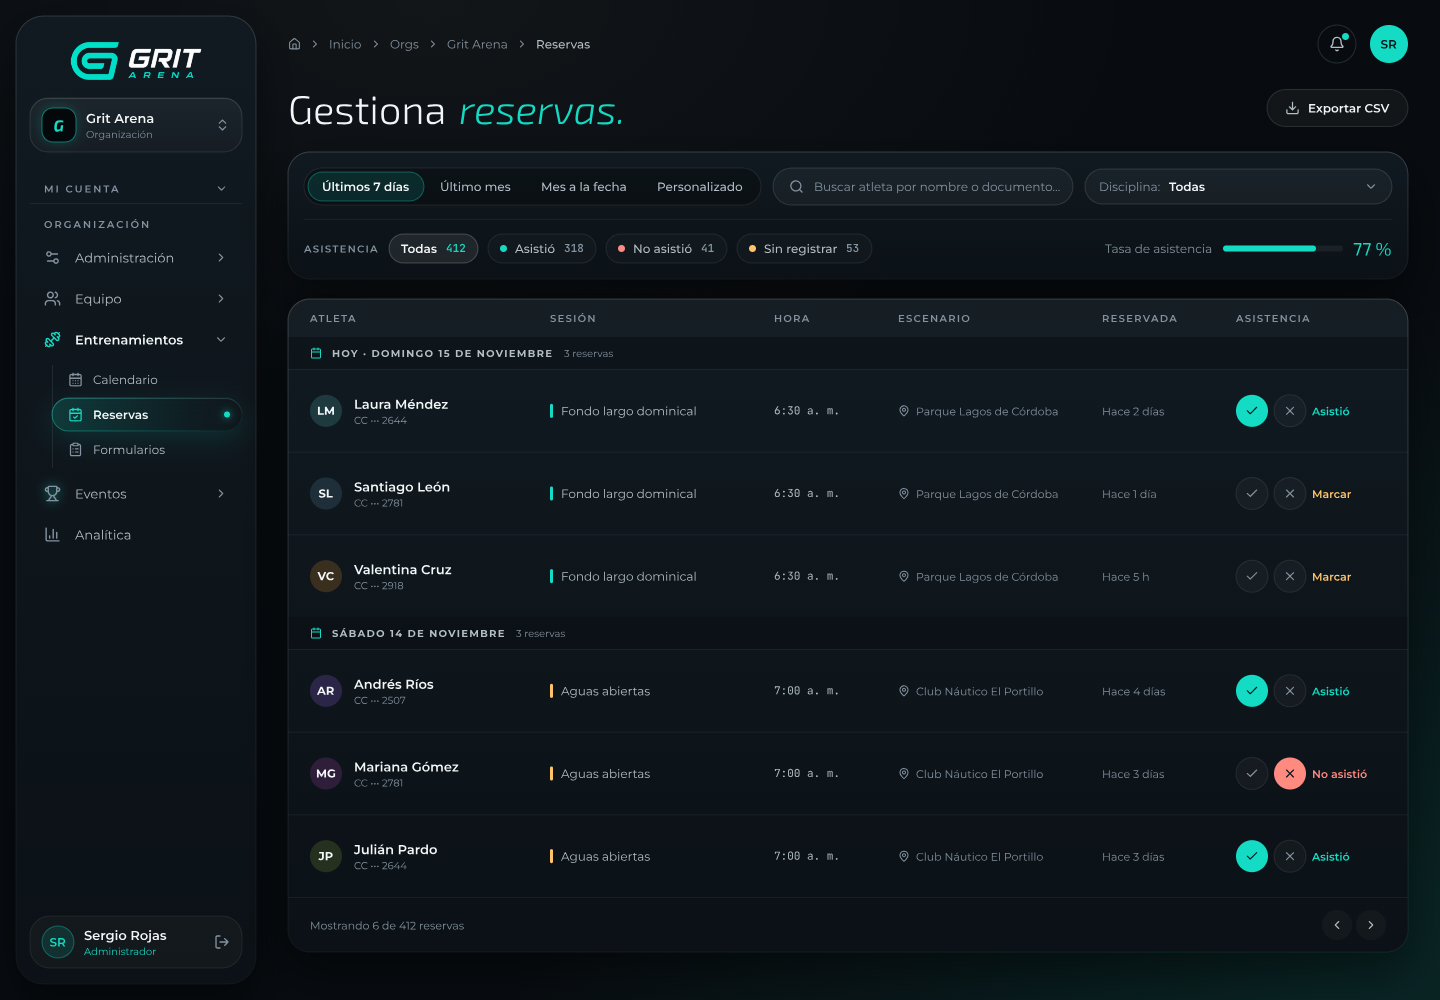 GRIT
ARENA
G
Grit Arena
Organización
MI CUENTA
ORGANIZACIÓN
Administración
Equipo
Entrenamientos
Calendario
Reservas
Formularios
Eventos
Analítica
SR
Sergio Rojas
Administrador
Inicio > Orgs > Grit Arena > Reservas
SR
Gestiona reservas.
Exportar CSV
Últimos 7 días Último mes Mes a la fecha Personalizado
Buscar atleta por nombre o documento...
Disciplina: Todas
ASISTENCIA Todas 412 Asistió 318 No asistió 41 Sin registrar 53
Tasa de asistencia 77 %
ATLETA SESIÓN HORA ESCENARIO RESERVADA ASISTENCIA
HOY · DOMINGO 15 DE NOVIEMBRE 3 reservas
LM Laura Méndez Fondo largo dominical 6:30 a. m. Parque Lagos de Córdoba Hace 2 días Asistió
CC ··· 2644
SL Santiago León Fondo largo dominical 6:30 a. m. Parque Lagos de Córdoba Hace 1 día Marcar
CC ··· 2781
VC Valentina Cruz Fondo largo dominical 6:30 a. m. Parque Lagos de Córdoba Hace 5 h Marcar
CC ··· 2918
SÁBADO 14 DE NOVIEMBRE 3 reservas
AR Andrés Ríos Aguas abiertas 7:00 a. m. Club Náutico El Portillo Hace 4 días Asistió
CC ··· 2507
MG Mariana Gómez Aguas abiertas 7:00 a. m. Club Náutico El Portillo Hace 3 días No asistió
CC ··· 2781
JP Julián Pardo Aguas abiertas 7:00 a. m. Club Náutico El Portillo Hace 3 días Asistió
CC ··· 2644
Mostrando 6 de 412 reservas